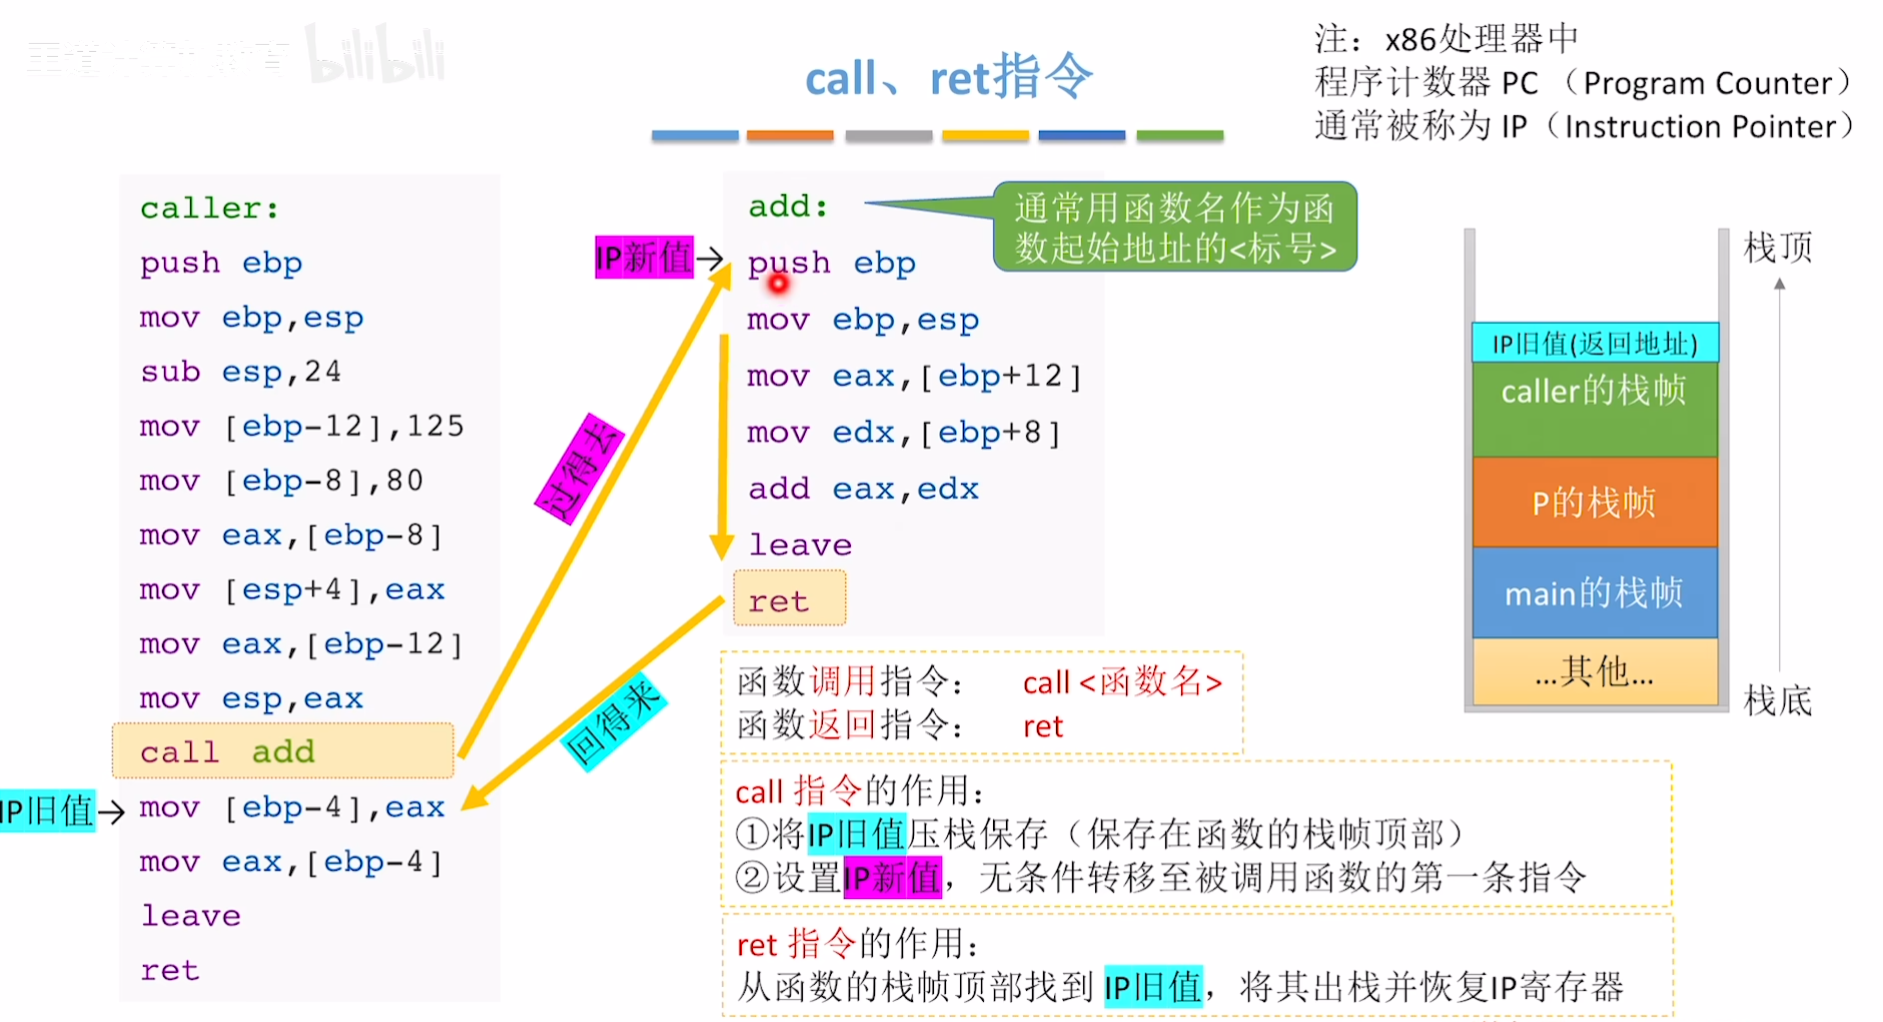 bilibili
call、ret指令
注：x86处理器中
程序计数器 PC （Program Counter）
通常被称为 IP（Instruction Pointer）
caller:
push ebp
mov ebp,esp
sub esp,24
mov [ebp-12],125
mov [ebp-8],80
mov eax,[ebp-8]
mov [esp+4],eax
mov eax,[ebp-12]
mov esp,eax
call add
IP旧值→ mov [ebp-4],eax
mov eax,[ebp-4]
leave
ret
过得去
回得来
add:
IP新值→ push ebp
mov ebp,esp
mov eax,[ebp+12]
mov edx,[ebp+8]
add eax,edx
leave
ret
通常用函数名作为函
数起始地址的<标号>
函数调用指令： call <函数名>
函数返回指令： ret
call 指令的作用：
①将IP旧值压栈保存（保存在函数的栈帧顶部）
②设置IP新值，无条件转移至被调用函数的第一条指令
ret 指令的作用：
从函数的栈帧顶部找到 IP旧值，将其出栈并恢复IP寄存器
栈顶
IP旧值(返回地址)
caller的栈帧
P的栈帧
main的栈帧
...其他...
栈底